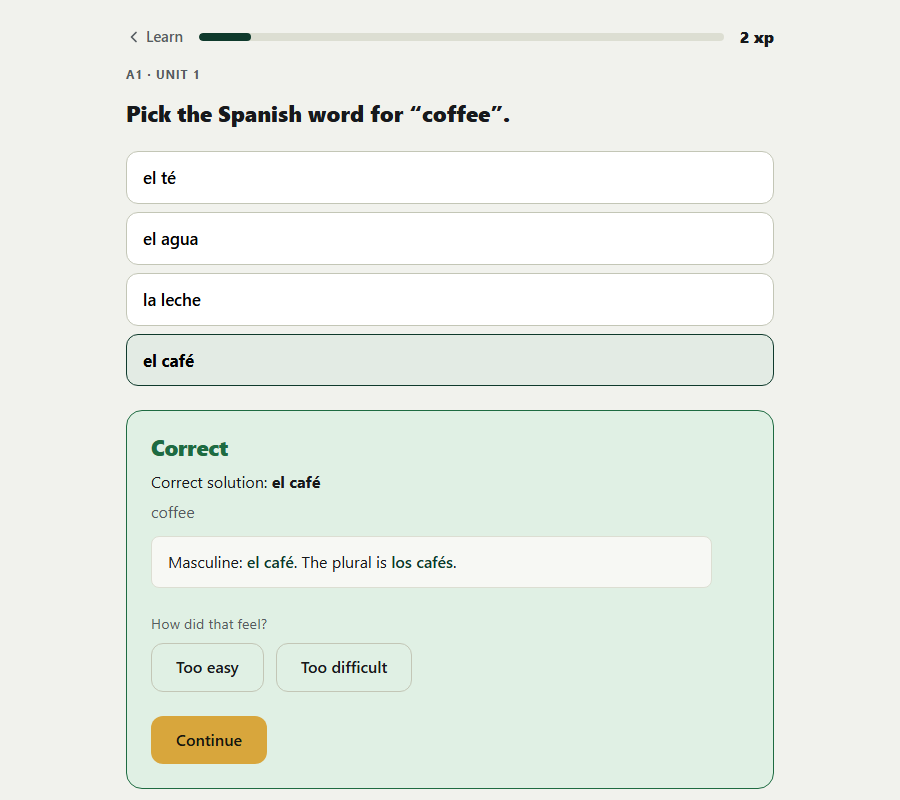 Learn
2 xp
A1 · UNIT 1
Pick the Spanish word for “coffee”.
el té
el agua
la leche
el café
Correct
Correct solution: el café
coffee
Masculine: el café. The plural is los cafés.
How did that feel?
Too easy
Too difficult
Continue